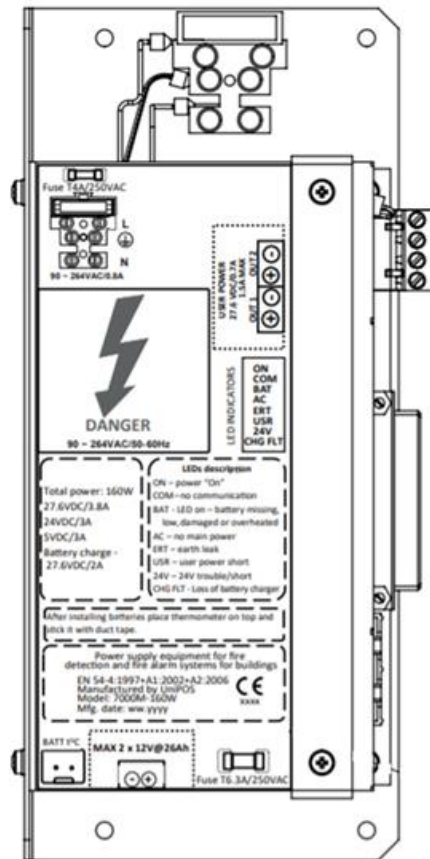 Fuse T4A/250VAC
L
N
90 ~ 264VAC/0.8A
USER POWER
27.6 VDC/0.7A
1.5A MAX
OUT 1 OUT 2
DANGER
90 ~ 264VAC/50-60Hz
LED INDICATORS
ON
COM
BAT
AC
ERT
USR
24V
CHG FLT
Total power: 160W
27.6VDC/3.8A
24VDC/3A
5VDC/3A
Battery charge -
27.6VDC/2A
LEDs description
ON – power "On"
COM – no communication
BAT - LED on – battery missing,
low, damaged or overheated
AC – no main power
ERT – earth leak
USR – user power short
24V – 24V trouble/short
CHG FLT - Loss of battery charger
After installing batteries place thermometer on top and
stick it with duct tape.
Power supply equipment for fire
detection and fire alarm systems for buildings
EN 54-4:1997+A1:2002+A2:2006
Manufactured by UniPOS
Model: 7000M-160W
Mfg. date: ww.yyyy
CE
xxxx
BATT t°C
MAX 2 x 12V@26Ah
Fuse T6.3A/250VAC